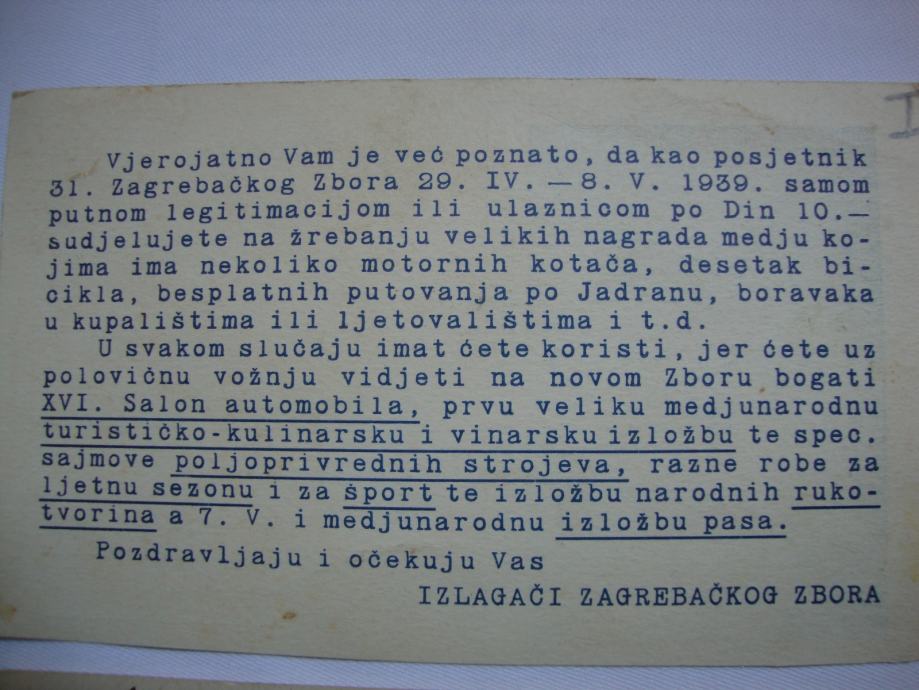 I
Vjerojatno Vam je već poznato, da kao posjetnik
31. Zagrebačkog Zbora 29. IV. — 8. V. 1939. samom
putnom legitimacijom ili ulaznicom po Din 10.—
sudjelujete na žrebanju velikih nagrada medju ko-
jima ima nekoliko motornih kotača, desetak bi-
cikla, besplatnih putovanja po Jadranu, boravaka
u kupalištima ili ljetovalištima i t.d.
U svakom slučaju imat ćete koristi, jer ćete uz
polovičnu vožnju vidjeti na novom Zboru bogati
XVI. Salon automobila, prvu veliku medjunarodnu
turističko-kulinarsku i vinarsku izložbu te spec.
sajmove poljoprivrednih strojeva, razne robe za
ljetnu sezonu i za šport te izložbu narodnih ruko-
tvorina a 7. V. i medjunarodnu izložbu pasa.
Pozdravljaju i očekuju Vas
IZLAGAČI ZAGREBAČKOG ZBORA